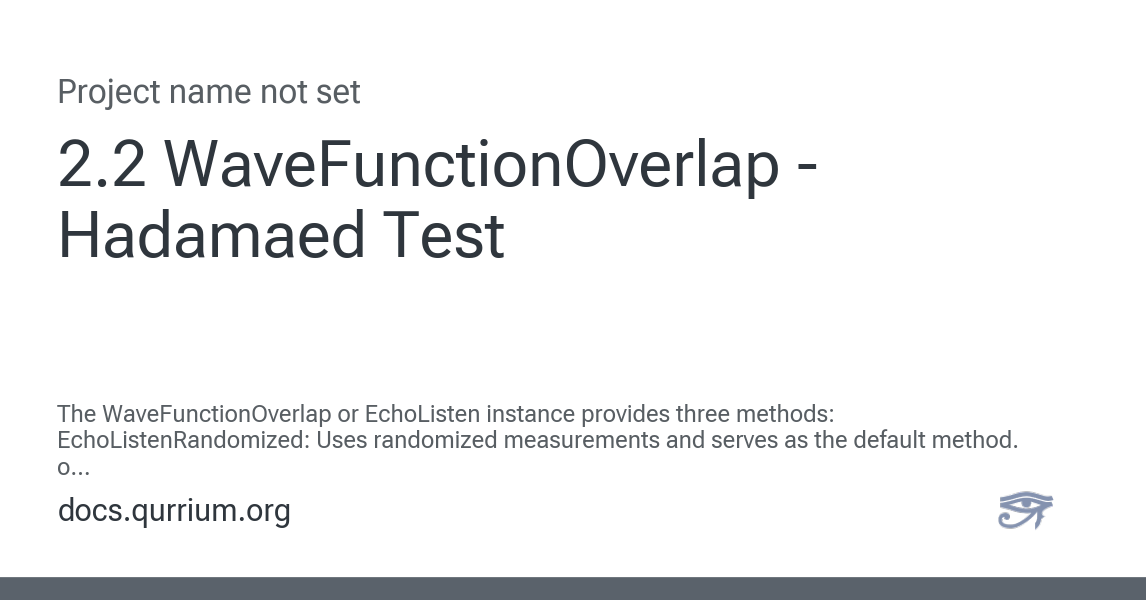 Project name not set
2.2 WaveFunctionOverlap -
Hadamaed Test
The WaveFunctionOverlap or EchoListen instance provides three methods:
EchoListenRandomized: Uses randomized measurements and serves as the default method.
o...
docs.qurrium.org